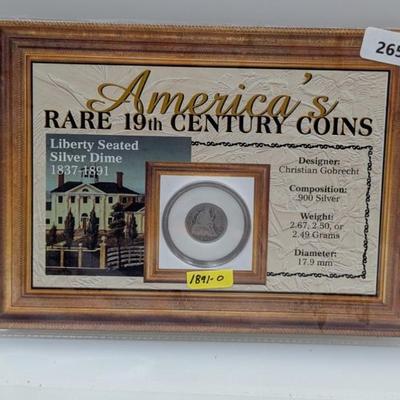 265
America's
RARE 19th CENTURY COINS
Liberty Seated
Silver Dime
1837-1891
Designer:
Christian Gobrecht
Composition:
.900 Silver
Weight:
2.67, 2.50, or
2.49 Grams
Diameter:
17.9 mm
1891-O